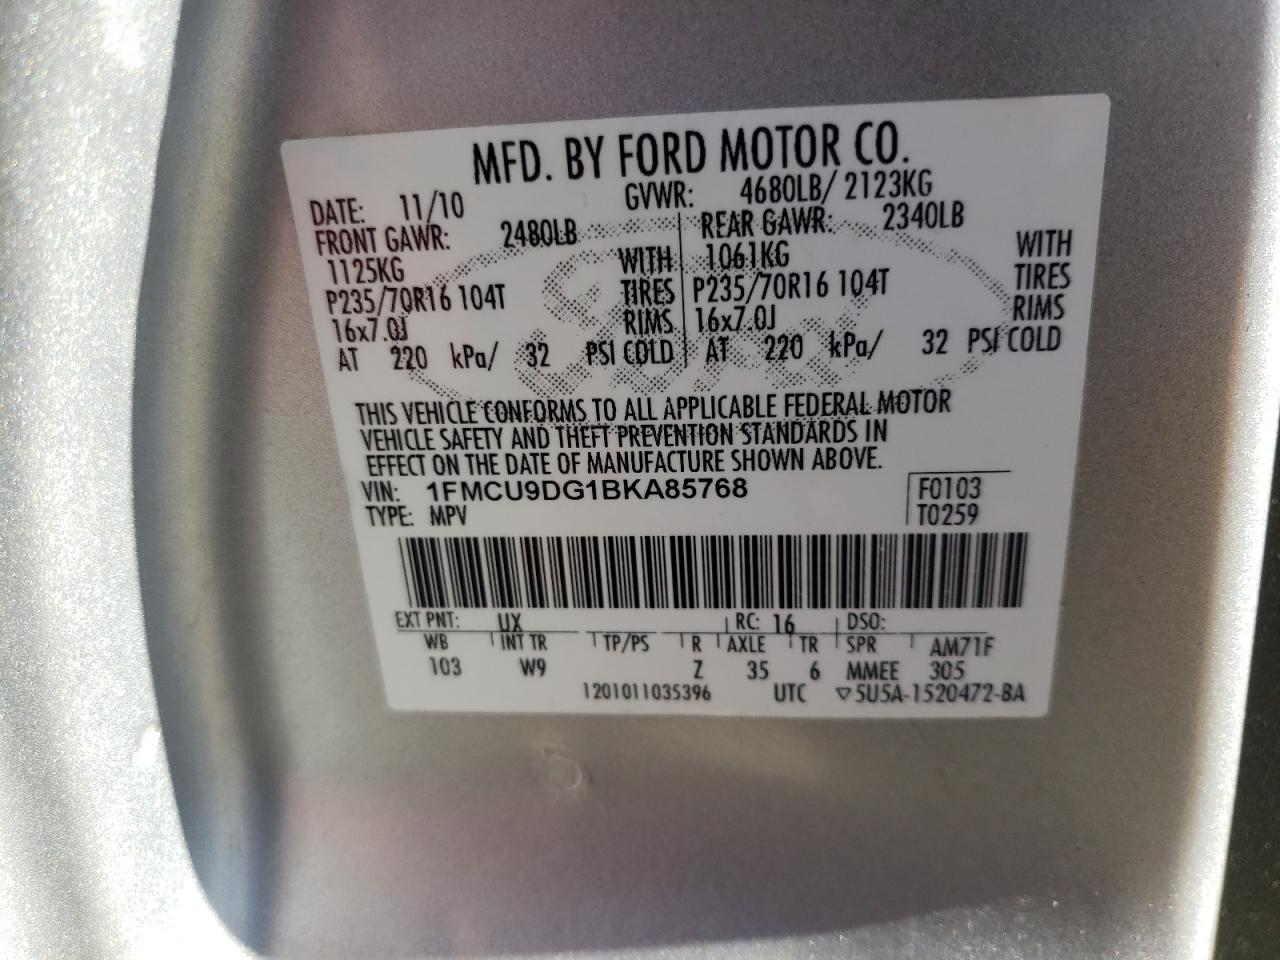 MFD. BY FORD MOTOR CO.
DATE: 11/10 GVWR: 4680LB/ 2123KG
FRONT GAWR: 2480LB REAR GAWR: 2340LB
1125KG WITH 1061KG WITH
P235/70R16 104T TIRES P235/70R16 104T TIRES
16x7.0J RIMS 16x7.0J RIMS
AT 220 kPa/ 32 PSI COLD AT 220 kPa/ 32 PSI COLD
THIS VEHICLE CONFORMS TO ALL APPLICABLE FEDERAL MOTOR
VEHICLE SAFETY AND THEFT PREVENTION STANDARDS IN
EFFECT ON THE DATE OF MANUFACTURE SHOWN ABOVE.
VIN: 1FMCU9DG1BKA85768 F0103
TYPE: MPV T0259
EXT PNT: UX RC: 16 DSO:
WB INT TR TP/PS R AXLE TR SPR AM71F
103 W9 Z 35 6 MMEE 305
1201011035396 UTC ▽5U5A-1520472-BA